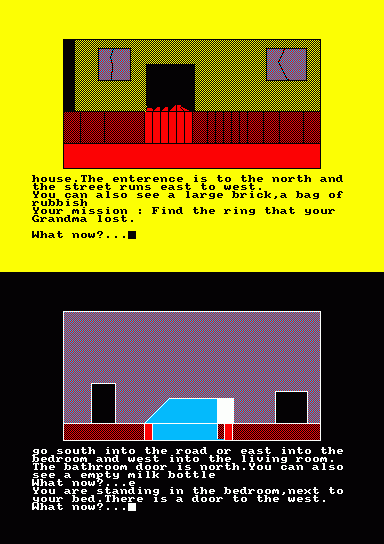 house.The enterence is to the north and
the street runs east to west.
You can also see a large brick,a bag of
rubbish
Your mission : Find the ring that your
Grandma lost.
What now?...
go south into the road or east into the
bedroom and west into the living room.
The bathroom door is north.You can also
see a empty milk bottle
What now?...e
You are standing in the bedroom,next to
your bed.There is a door to the west.
What now?...